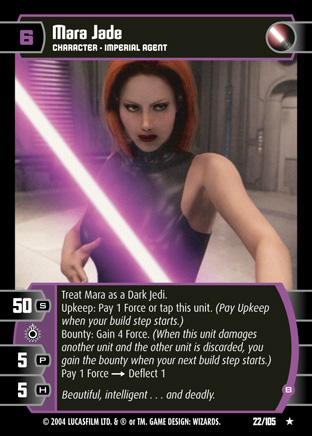 6 Mara Jade
CHARACTER • IMPERIAL AGENT
50 S
5 P
5 H
Treat Mara as a Dark Jedi.
Upkeep: Pay 1 Force or tap this unit. (Pay Upkeep
when your build step starts.)
Bounty: Gain 4 Force. (When this unit damages
another unit and the other unit is discarded, you
gain the bounty when your next build step starts.)
Pay 1 Force → Deflect 1
Beautiful, intelligent . . . and deadly.
© 2004 LUCASFILM LTD. & ® or TM. GAME DESIGN: WIZARDS. 22/105 ★